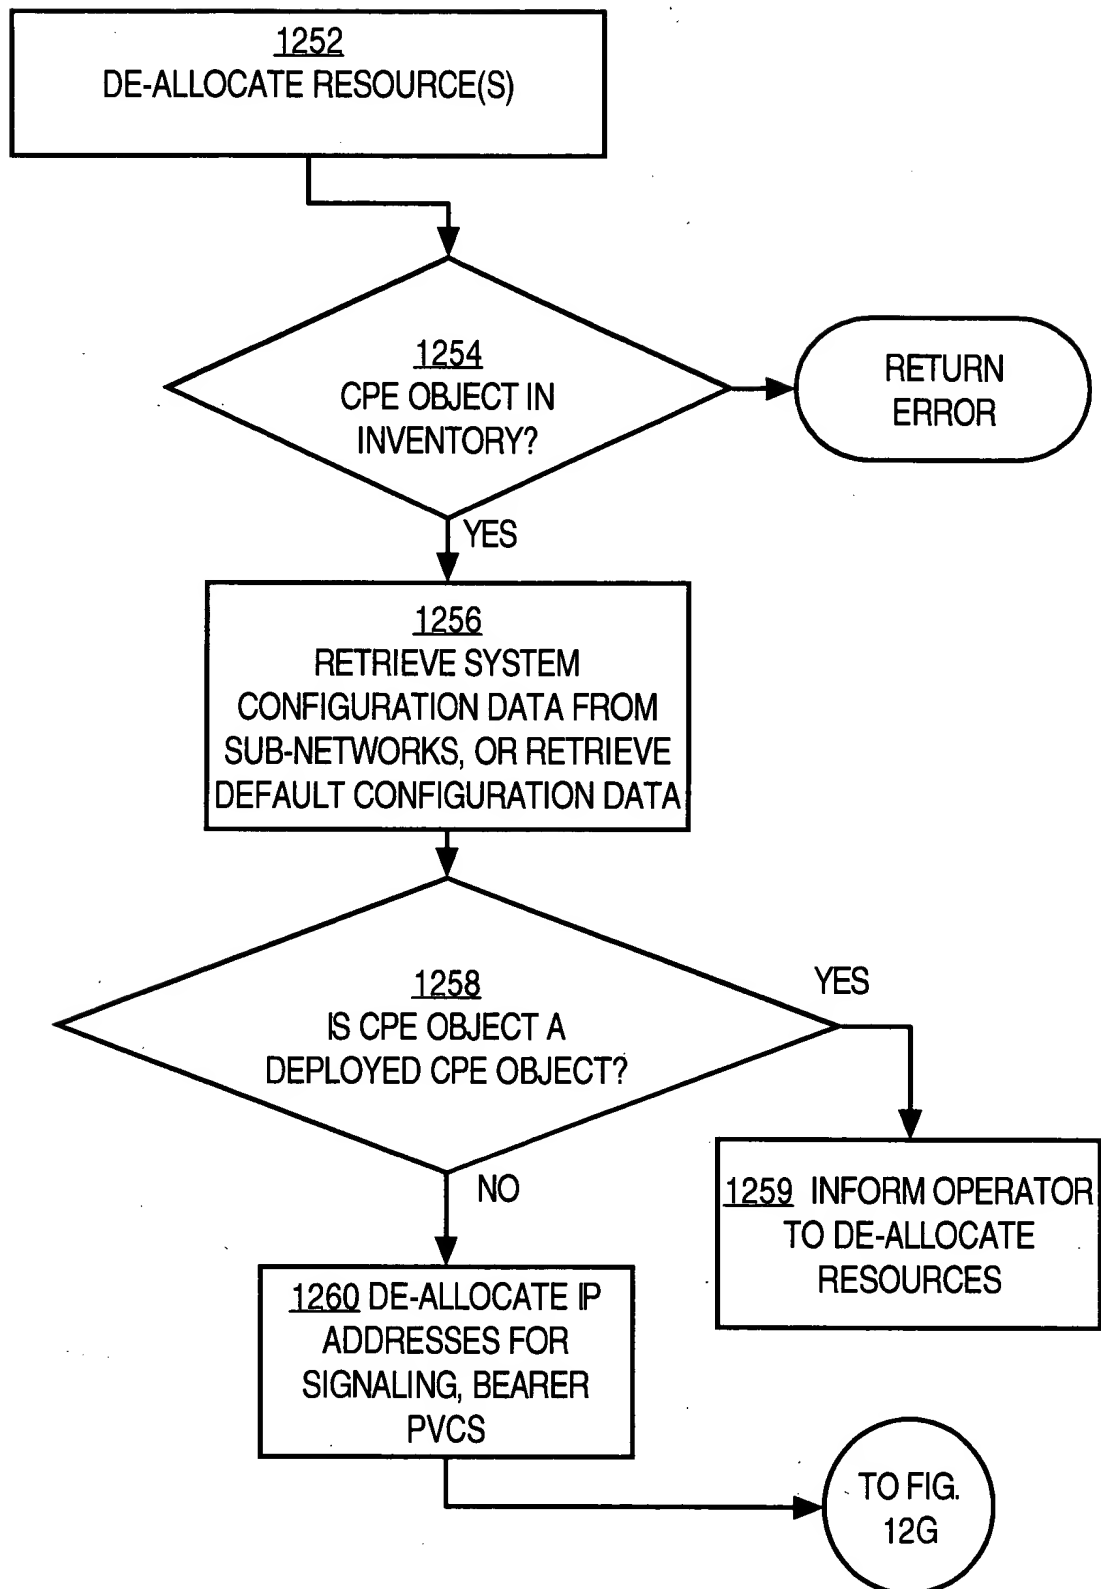 1252
DE-ALLOCATE RESOURCE(S)
1254
CPE OBJECT IN
INVENTORY?
RETURN
ERROR
YES
1256
RETRIEVE SYSTEM
CONFIGURATION DATA FROM
SUB-NETWORKS, OR RETRIEVE
DEFAULT CONFIGURATION DATA
1258
IS CPE OBJECT A
DEPLOYED CPE OBJECT?
YES
NO
1259 INFORM OPERATOR
TO DE-ALLOCATE
RESOURCES
1260 DE-ALLOCATE IP
ADDRESSES FOR
SIGNALING, BEARER
PVCS
TO FIG.
12G